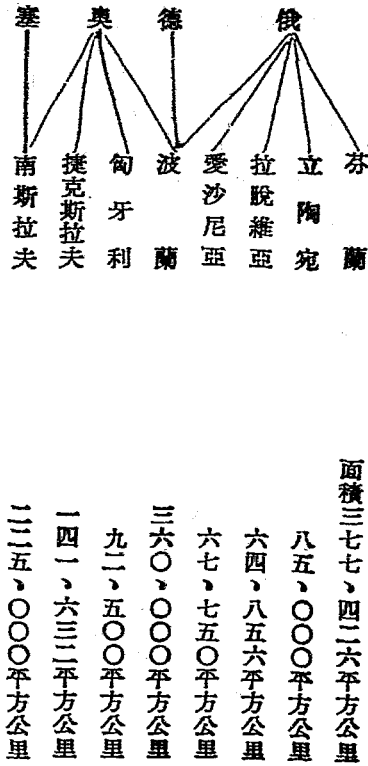 俄
德
奧
塞
芬蘭
立陶宛
拉脫維亞
愛沙尼亞
波蘭
匈牙利
捷克斯拉夫
南斯拉夫
面積三七七、四二六平方公里
八五、〇〇〇平方公里
六四、八五六平方公里
六七、七五〇平方公里
三六〇、〇〇〇平方公里
九二、五〇〇平方公里
一四一、六三二平方公里
二二五、〇〇〇平方公里